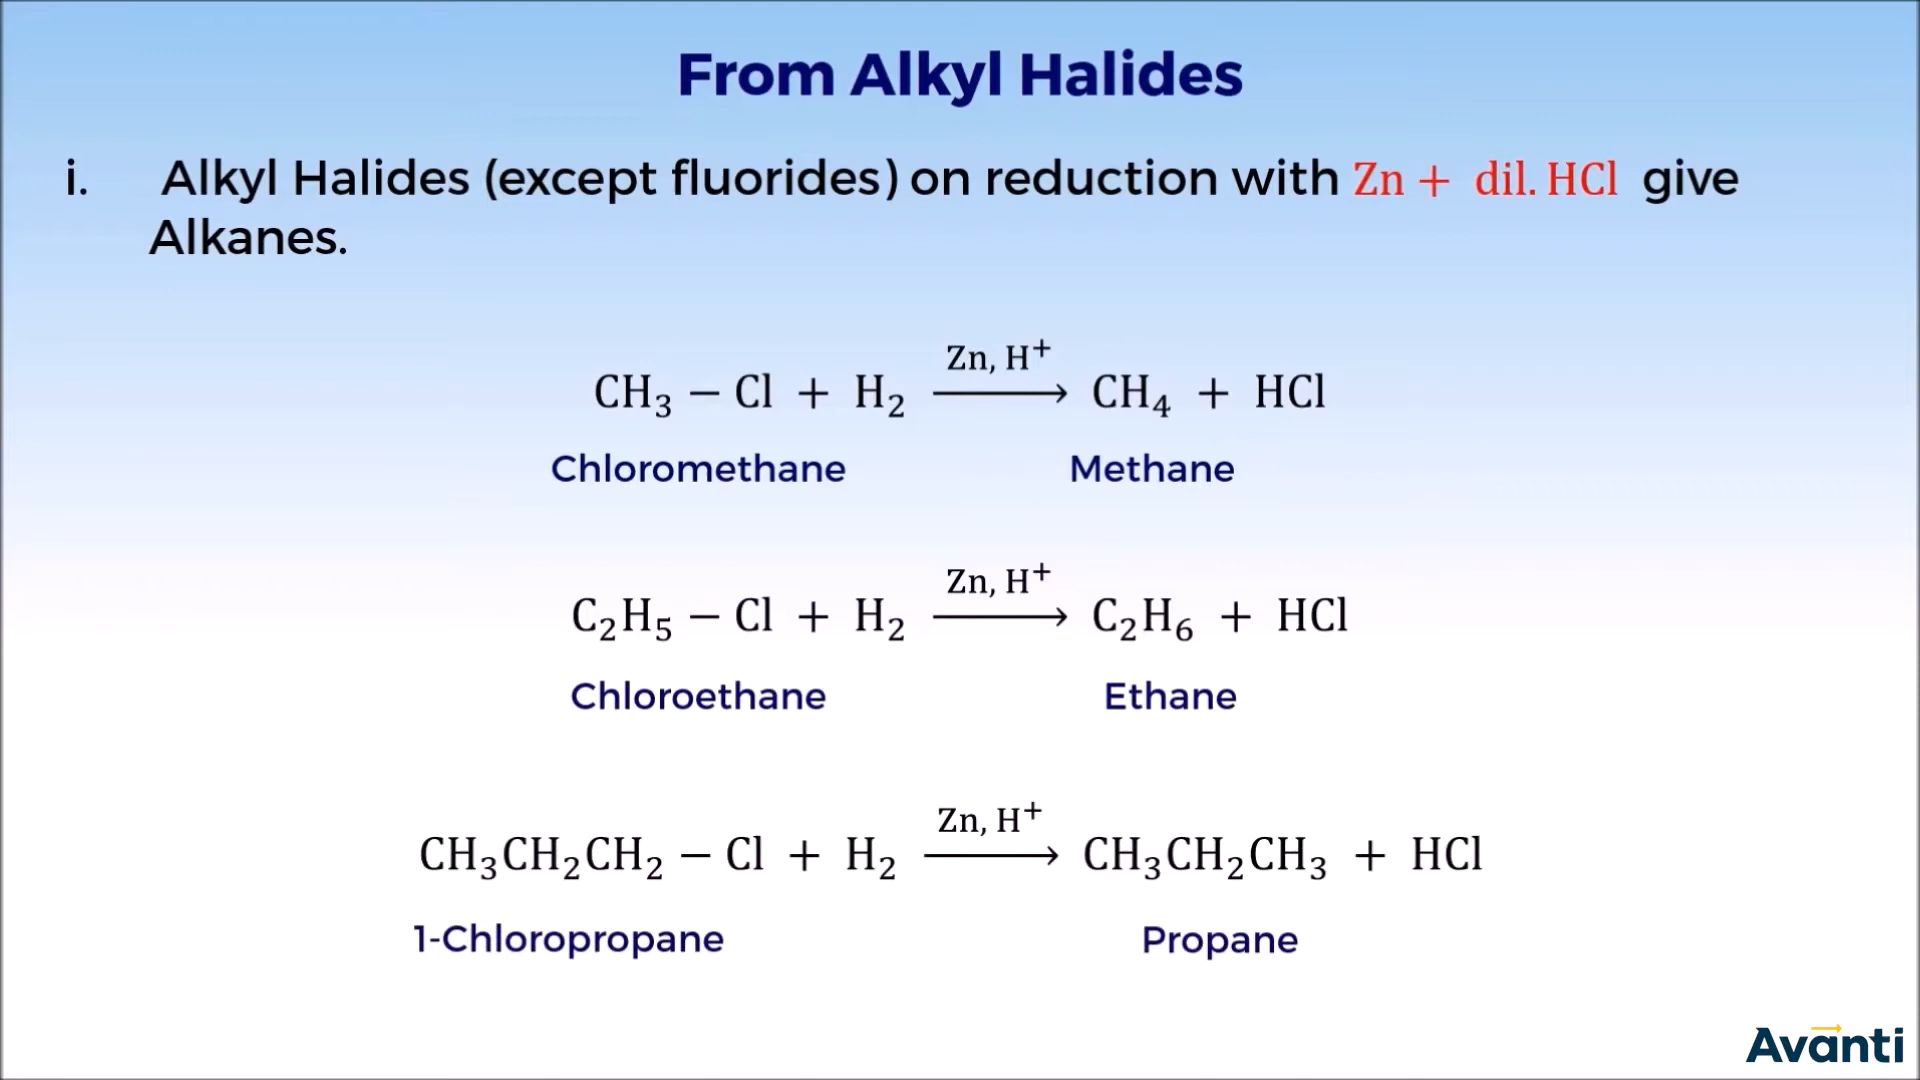 From Alkyl Halides
i. Alkyl Halides (except fluorides) on reduction with Zn + dil. HCl give
Alkanes.
Zn, H⁺
CH₃ – Cl + H₂ ⟶ CH₄ + HCl
Chloromethane Methane
Zn, H⁺
C₂H₅ – Cl + H₂ ⟶ C₂H₆ + HCl
Chloroethane Ethane
Zn, H⁺
CH₃CH₂CH₂ – Cl + H₂ ⟶ CH₃CH₂CH₃ + HCl
1-Chloropropane Propane
Avanti